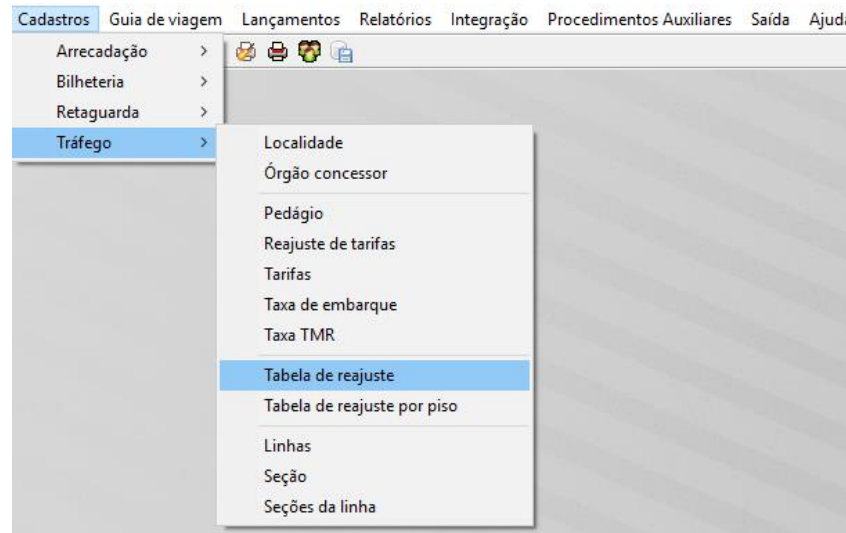 Cadastros Guia de viagem Lançamentos Relatórios Integração Procedimentos Auxiliares Saída Ajuda
Arrecadação >
Bilheteria >
Retaguarda >
Tráfego >
Localidade
Órgão concessor
Pedágio
Reajuste de tarifas
Tarifas
Taxa de embarque
Taxa TMR
Tabela de reajuste
Tabela de reajuste por piso
Linhas
Seção
Seções da linha